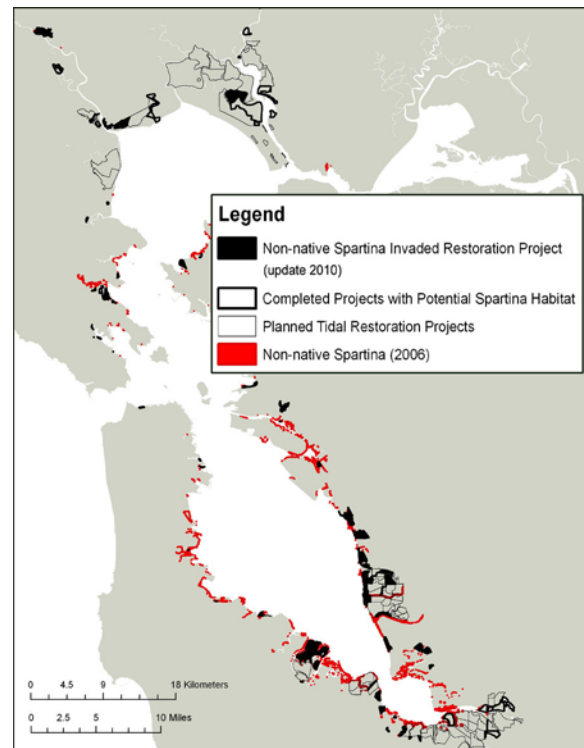 Legend
Non-native Spartina Invaded Restoration Project
(update 2010)
Completed Projects with Potential Spartina Habitat
Planned Tidal Restoration Projects
Non-native Spartina (2006)
0 4.5 9 18 Kilometers
0 2.5 5 10 Miles